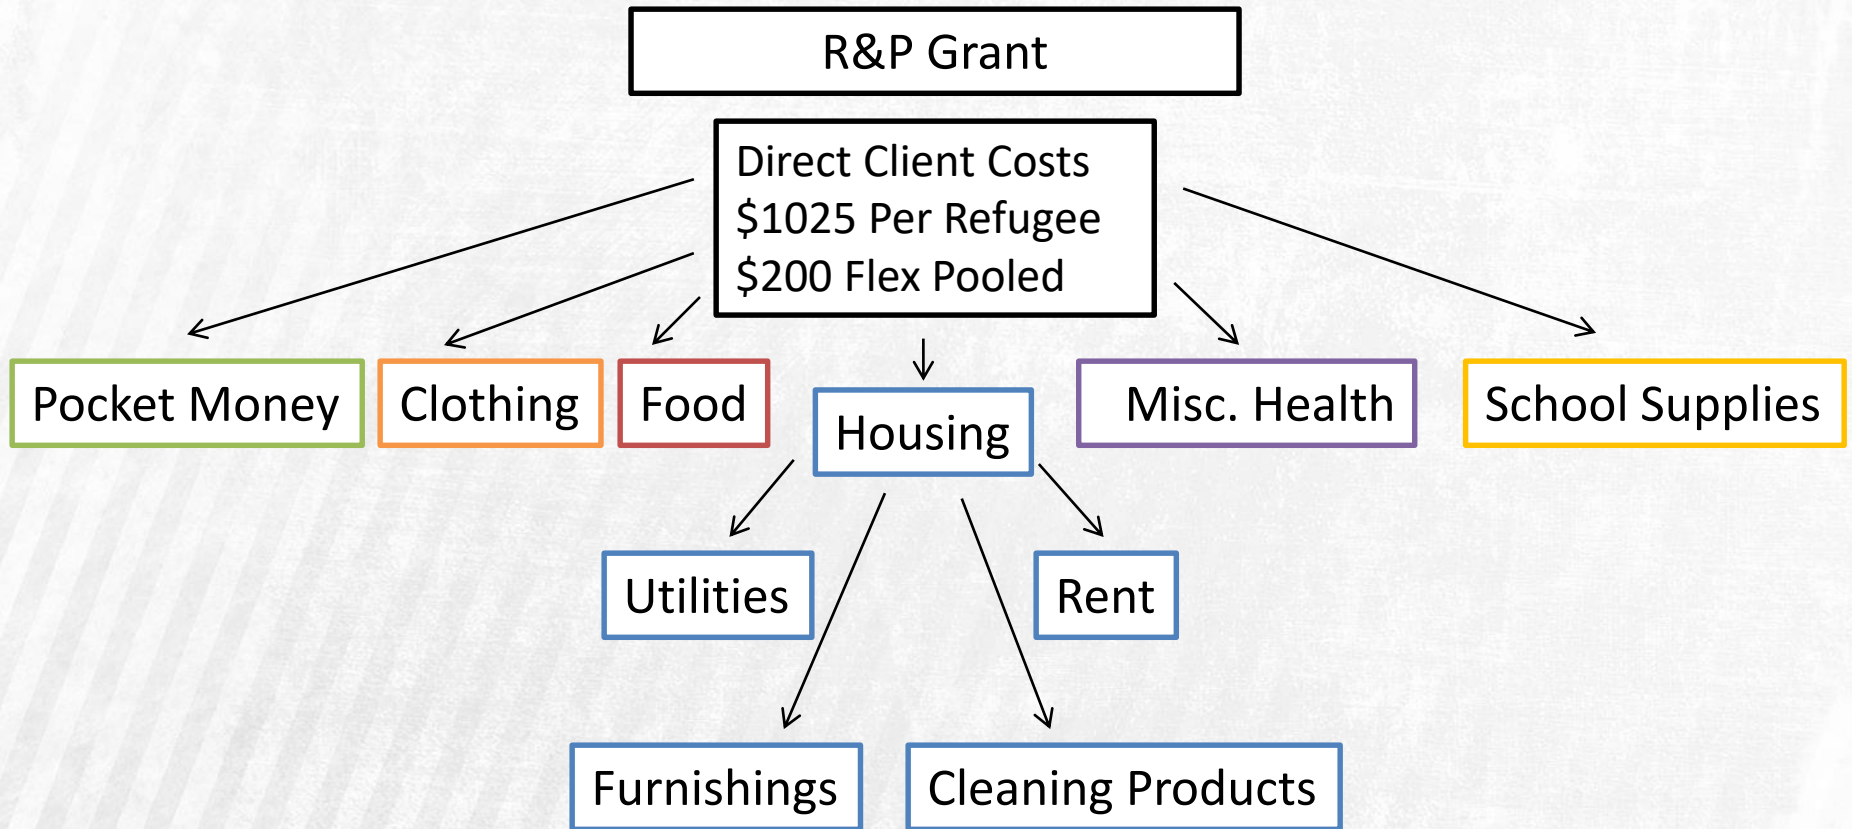 R&P Grant
Direct Client Costs
$1025 Per Refugee
$200 Flex Pooled
Pocket Money
Clothing
Food
Housing
Misc. Health
School Supplies
Utilities
Rent
Furnishings
Cleaning Products